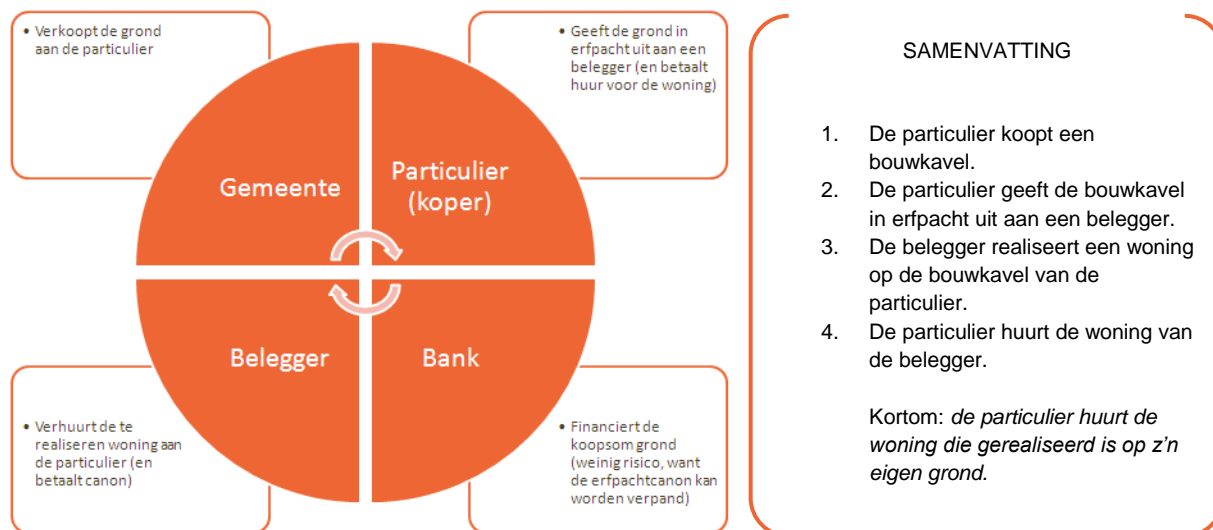 • Verkoopt de grond
aan de particulier
• Geeft de grond in
erfpacht uit aan een
belegger (en betaalt
huur voor de woning)
Gemeente
Particulier
(koper)
Belegger
Bank
• Verhuurt de te
realiseren woning aan
de particulier (en
betaalt canon)
• Financiert de
koopsom grond
(weinig risico, want
de erfpachtcanon kan
worden verpand)
SAMENVATTING
1. De particulier koopt een
bouwkavel.
2. De particulier geeft de bouwkavel
in erfpacht uit aan een belegger.
3. De belegger realiseert een woning
op de bouwkavel van de
particulier.
4. De particulier huurt de woning van
de belegger.
Kortom: de particulier huurt de
woning die gerealiseerd is op z’n
eigen grond.